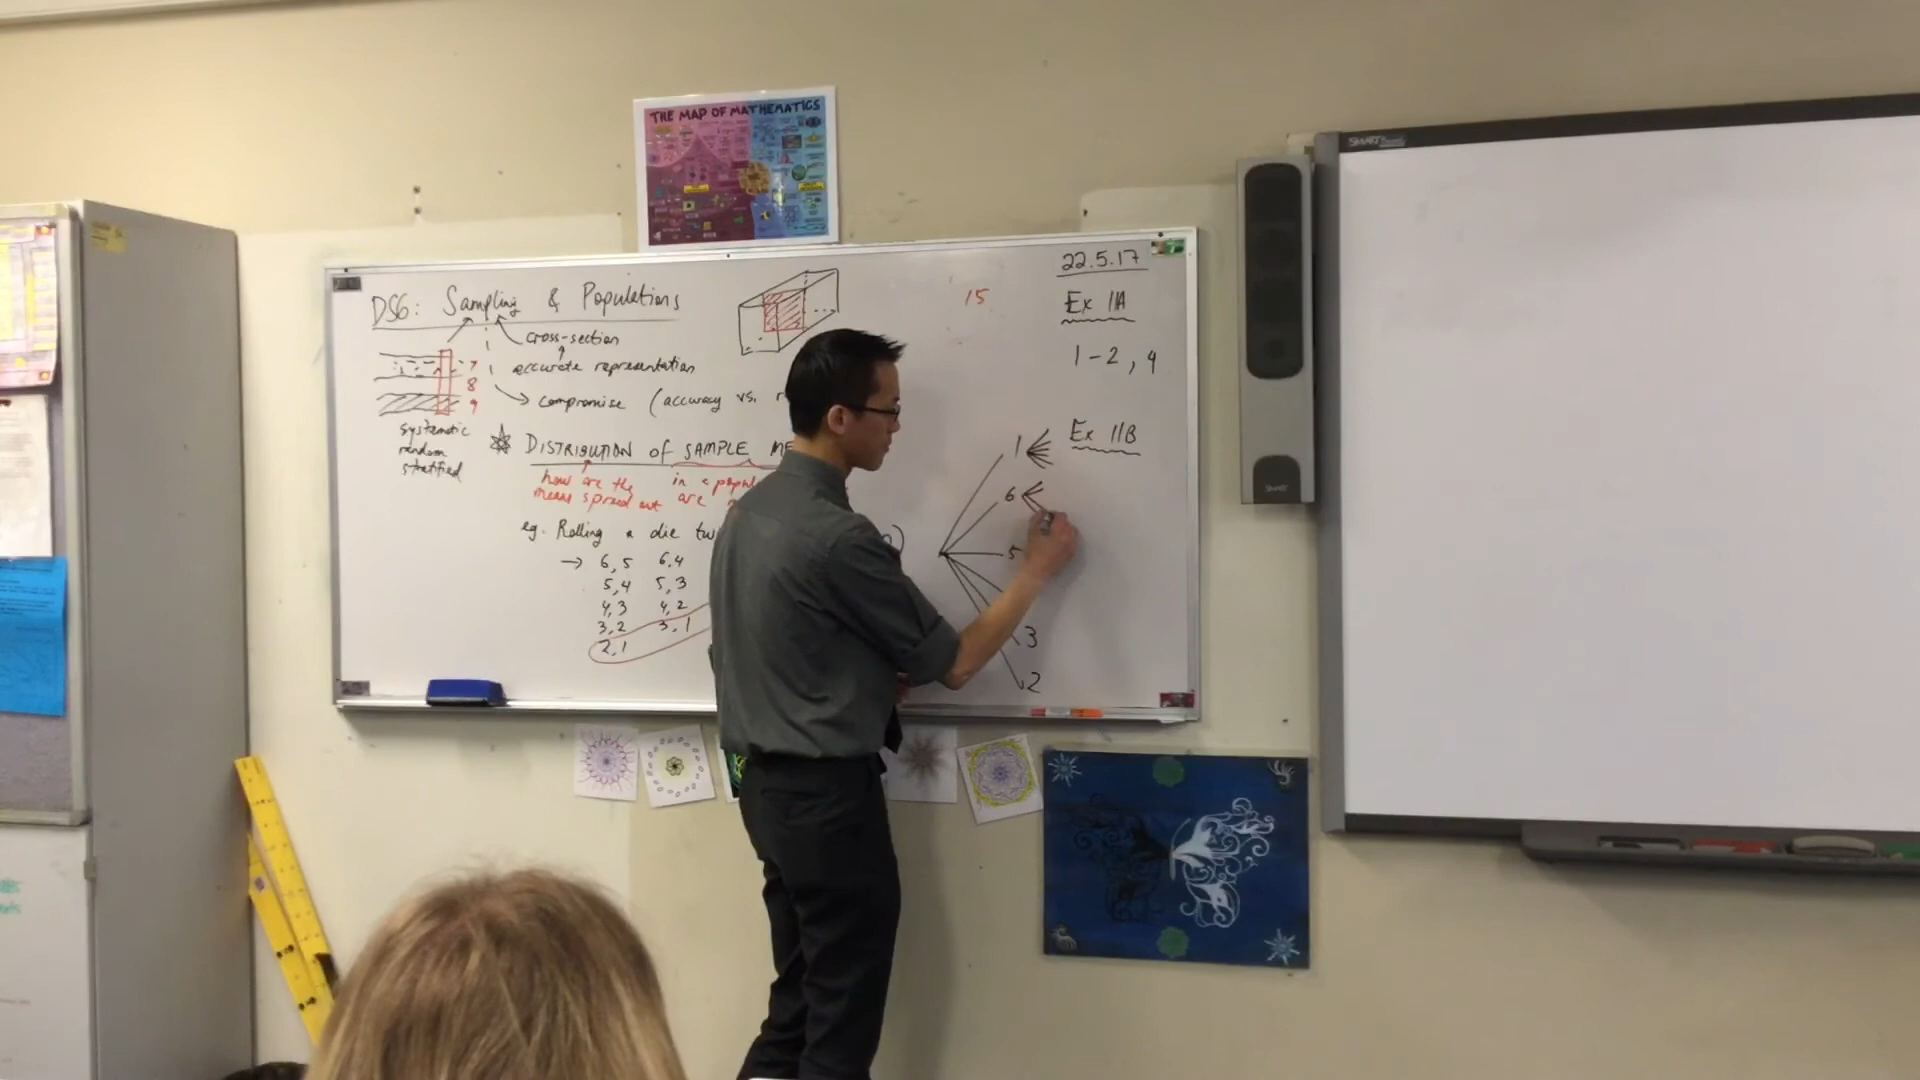 THE MAP OF MATHEMATICS
SMART
22.5.17
DS6: Sampling & Populations
15
Ex 11A
cross-section
1-2, 4
accurate representation
7
8
9
compromise (accuracy vs.
Ex 11B
systematic
random
stratified
DISTRIBUTION of SAMPLE ME
how are the
means spread out
in a popul
are
eg. Rolling a die tw
→ 6,5 6,4
5,4 5,3
4,3 4,2
3,2 3,1
2,1
1
6
5
3
2
SMART